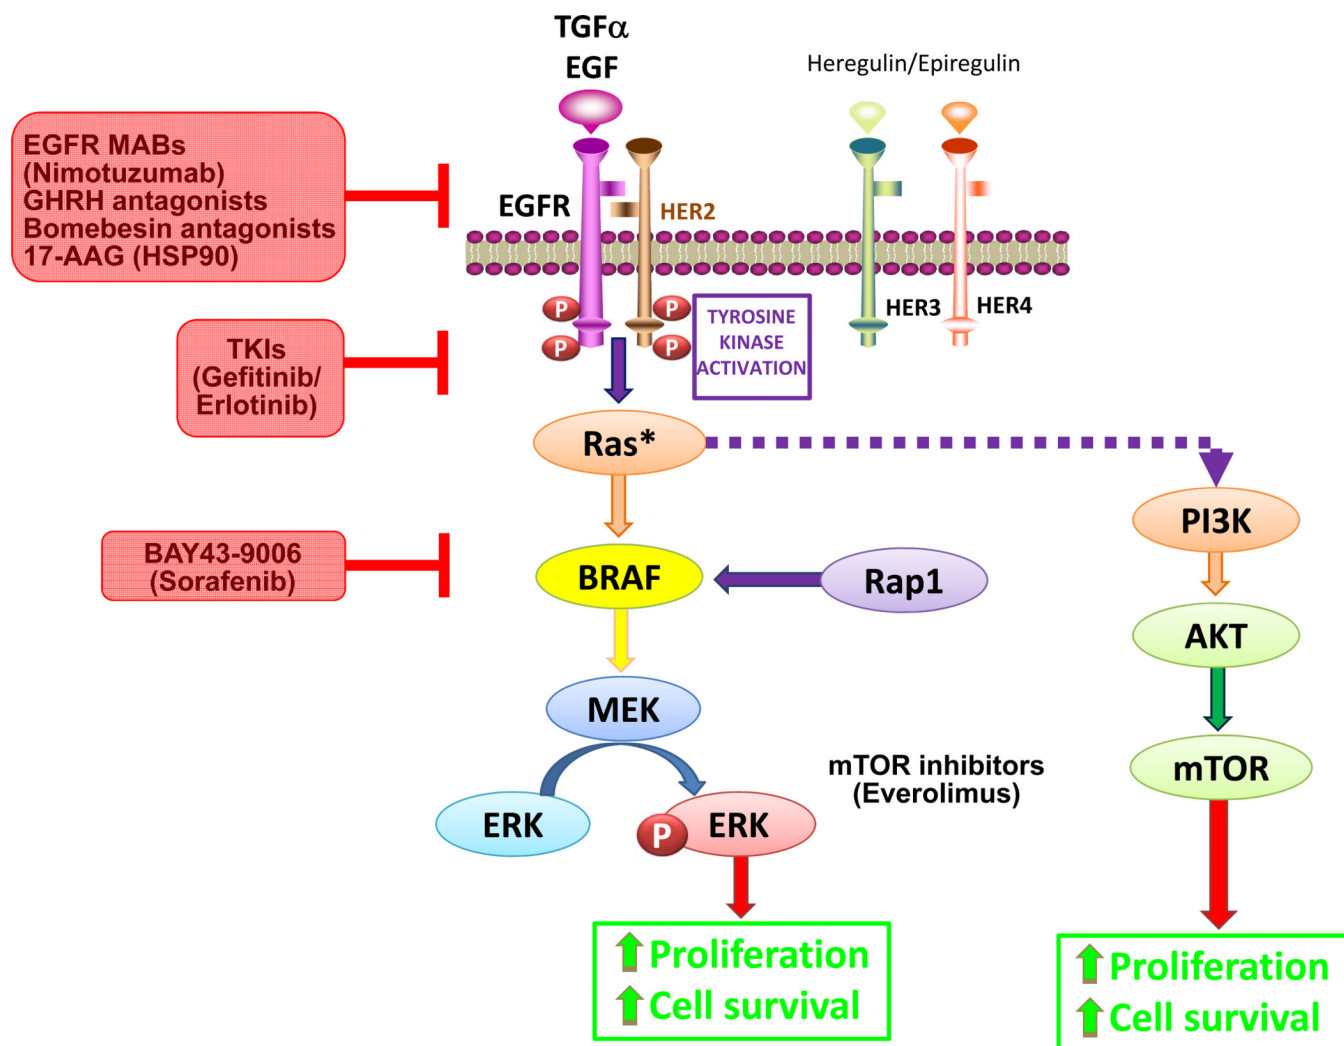 TGFα
EGF
Heregulin/Epiregulin
EGFR MABs
(Nimotuzumab)
GHRH antagonists
Bomebesin antagonists
17-AAG (HSP90)
EGFR
HER2
HER3
HER4
P
P
P
P
TYROSINE
KINASE
ACTIVATION
TKIs
(Gefitinib/
Erlotinib)
Ras*
PI3K
BAY43-9006
(Sorafenib)
BRAF
Rap1
AKT
MEK
mTOR inhibitors
(Everolimus)
mTOR
ERK
P
ERK
Proliferation
Cell survival
Proliferation
Cell survival